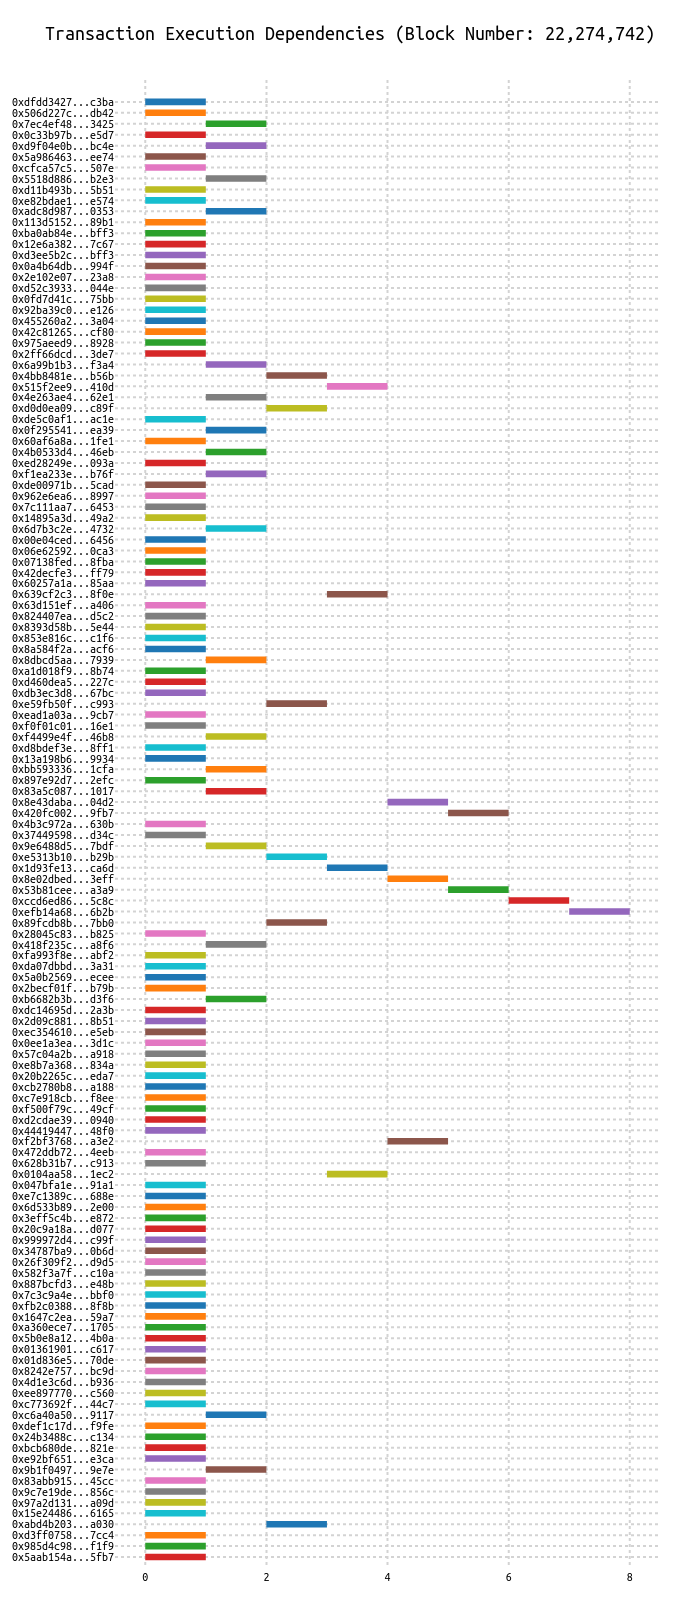 Transaction Execution Dependencies (Block Number: 22,274,742)
0xdfdd3427...c3ba
0x506d227c...db42
0x7ec4ef48...3425
0x0c33b97b...e5d7
0xd9f04e0b...bc4e
0x5a986463...ee74
0xcfca57c5...507e
0x5518d886...b2e3
0xd11b493b...5b51
0xe82bdae1...e574
0xadc8d987...0353
0x113d5152...89b1
0xba0ab84e...bff3
0x12e6a382...7c67
0xd3ee5b2c...bff3
0x0a4b64db...994f
0x2e102e07...23a8
0xd52c3933...044e
0x0fd7d41c...75bb
0x92ba39c0...e126
0x455260a2...3a04
0x42c81265...cf80
0x975aeed9...8928
0x2ff66dcd...3de7
0x6a99b1b3...f3a4
0x4bb8481e...b56b
0x515f2ee9...410d
0x4e263ae4...62e1
0xd0d0ea09...c89f
0xde5c0af1...ac1e
0x0f295541...ea39
0x60af6a8a...1fe1
0x4b0533d4...46eb
0xed28249e...093a
0xf1ea233e...b76f
0xde00971b...5cad
0x962e6ea6...8997
0x7c111aa7...6453
0x14895a3d...49a2
0x6d7b3c2e...4732
0x00e04ced...6456
0x06e62592...0ca3
0x07138fed...8fba
0x42decfe3...ff79
0x60257a1a...85aa
0x639cf2c3...8f0e
0x63d151ef...a406
0x824407ea...d5c2
0x8393d58b...5e44
0x853e816c...c1f6
0x8a584f2a...acf6
0x8dbcd5aa...7939
0xa1d018f9...8b74
0xd460dea5...227c
0xdb3ec3d8...67bc
0xe59fb50f...c993
0xead1a03a...9cb7
0xf0f01c01...16e1
0xf4499e4f...46b8
0xd8bdef3e...8ff1
0x13a198b6...9934
0xbb593336...1cfa
0x897e92d7...2efc
0x83a5c087...1017
0x8e43daba...04d2
0x420fc002...9fb7
0x4b3c972a...630b
0x37449598...d34c
0x9e6488d5...7bdf
0xe5313b10...b29b
0x1d93fe13...ca6d
0x8e02dbed...3eff
0x53b81cee...a3a9
0xccd6ed86...5c8c
0xefb14a68...6b2b
0x89fcdb8b...7bb0
0x28045c83...b825
0x418f235c...a8f6
0xfa993f8e...abf2
0xda07dbbd...3a31
0x5a0b2569...ecee
0x2becf01f...b79b
0xb6682b3b...d3f6
0xdc14695d...2a3b
0x2d09c881...8b51
0xec354610...e5eb
0x0ee1a3ea...3d1c
0x57c04a2b...a918
0xe8b7a368...834a
0x20b2265c...eda7
0xcb2780b8...a188
0xc7e918cb...f8ee
0xf500f79c...49cf
0xd2cdae39...0940
0x44419447...48f0
0xf2bf3768...a3e2
0x472ddb72...4eeb
0x628b31b7...c913
0x0104aa58...1ec2
0x047bfa1e...91a1
0xe7c1389c...688e
0x6d533b89...2e00
0x3eff5c4b...e872
0x20c9a18a...d077
0x999972d4...c99f
0x34787ba9...0b6d
0x26f309f2...d9d5
0x582f3a7f...c10a
0x887bcfd3...e48b
0x7c3c9a4e...bbf0
0xfb2c0388...8f8b
0x1647c2ea...59a7
0xa360ece7...1705
0x5b0e8a12...4b0a
0x01361901...c617
0x01d836e5...70de
0x8242e757...bc9d
0x4d1e3c6d...b936
0xee897770...c560
0xc773692f...44c7
0xc6a40a50...9117
0xdef1c17d...f9fe
0x24b3488c...c134
0xbcb680de...821e
0xe92bf651...e3ca
0x9b1f0497...9e7e
0x83abb915...45cc
0x9c7e19de...856c
0x97a2d131...a09d
0x15e24486...6165
0xabd4b203...a030
0xd3ff0758...7cc4
0x985d4c98...f1f9
0x5aab154a...5fb7
0 2 4 6 8